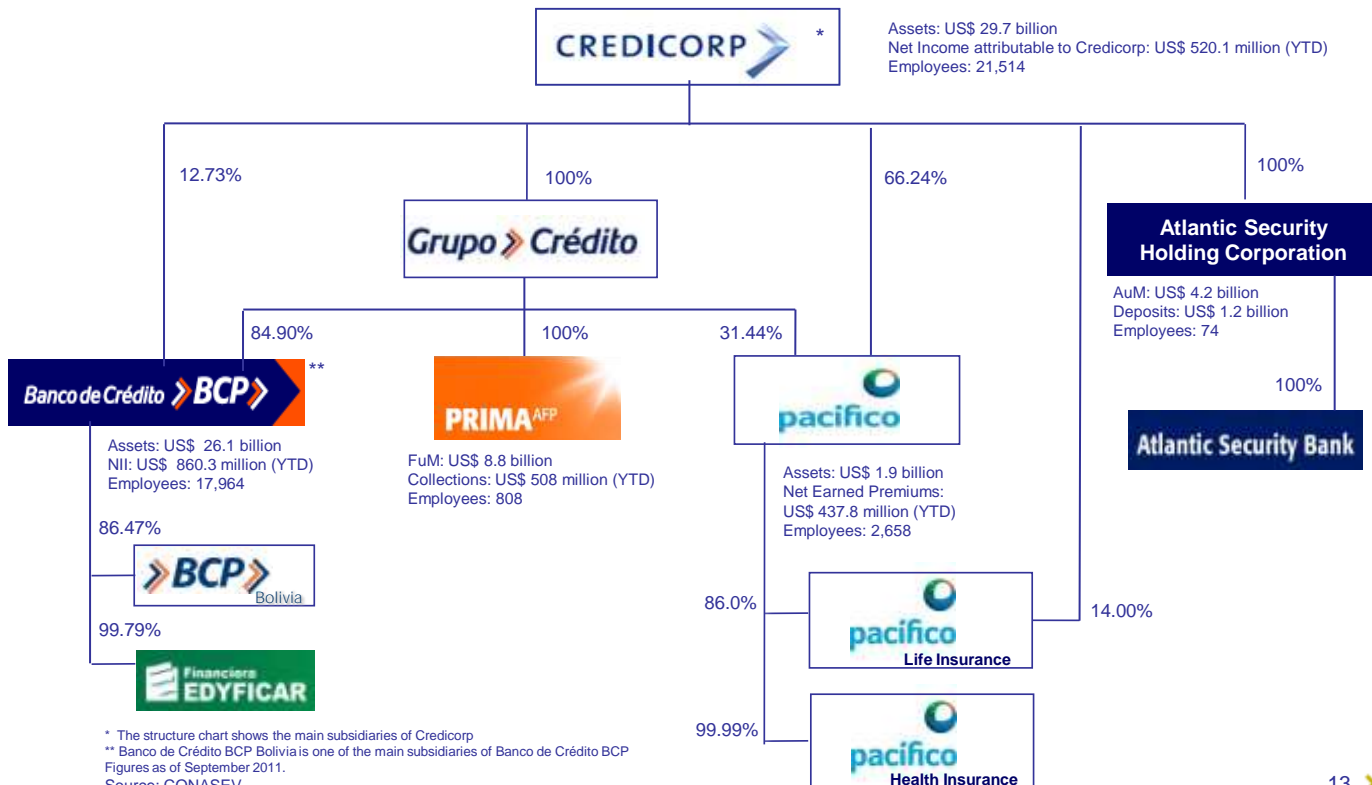 CREDICORP
*
Assets: US$ 29.7 billion
Net Income attributable to Credicorp: US$ 520.1 million (YTD)
Employees: 21,514
12.73%
100%
66.24%
100%
Grupo Crédito
Atlantic Security
Holding Corporation
AuM: US$ 4.2 billion
Deposits: US$ 1.2 billion
Employees: 74
84.90%
100%
31.44%
100%
Banco de Crédito BCP
**
PRIMA AFP
pacifico
Atlantic Security Bank
Assets: US$ 26.1 billion
NII: US$ 860.3 million (YTD)
Employees: 17,964
FuM: US$ 8.8 billion
Collections: US$ 508 million (YTD)
Employees: 808
Assets: US$ 1.9 billion
Net Earned Premiums:
US$ 437.8 million (YTD)
Employees: 2,658
86.47%
BCP
Bolivia
99.79%
Financiera
EDYFICAR
86.0%
pacifico
Life Insurance
14.00%
99.99%
pacifico
Health Insurance
* The structure chart shows the main subsidiaries of Credicorp
** Banco de Crédito BCP Bolivia is one of the main subsidiaries of Banco de Crédito BCP
Figures as of September 2011.
Source: CONASEV
13